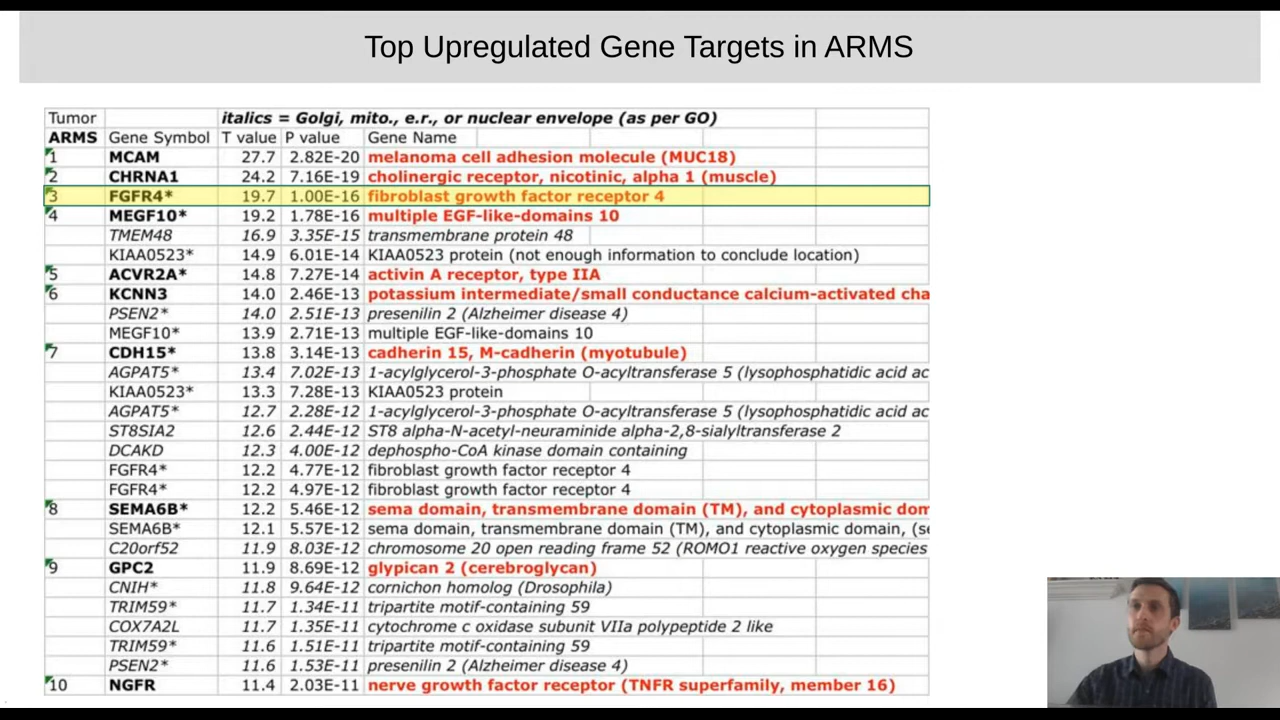 Top Upregulated Gene Targets in ARMS
Tumor italics = Golgi, mito., e.r., or nuclear envelope (as per GO)
ARMS Gene Symbol T value P value Gene Name
1 MCAM 27.7 2.82E-20 melanoma cell adhesion molecule (MUC18)
2 CHRNA1 24.2 7.16E-19 cholinergic receptor, nicotinic, alpha 1 (muscle)
3 FGFR4* 19.7 1.00E-16 fibroblast growth factor receptor 4
4 MEGF10* 19.2 1.78E-16 multiple EGF-like-domains 10
TMEM48 16.9 3.35E-15 transmembrane protein 48
KIAA0523* 14.9 6.01E-14 KIAA0523 protein (not enough information to conclude location)
5 ACVR2A* 14.8 7.27E-14 activin A receptor, type IIA
6 KCNN3 14.0 2.46E-13 potassium intermediate/small conductance calcium-activated cha
PSEN2* 14.0 2.51E-13 presenilin 2 (Alzheimer disease 4)
MEGF10* 13.9 2.71E-13 multiple EGF-like-domains 10
7 CDH15* 13.8 3.14E-13 cadherin 15, M-cadherin (myotubule)
AGPAT5* 13.4 7.02E-13 1-acylglycerol-3-phosphate O-acyltransferase 5 (lysophosphatidic acid ac
KIAA0523* 13.3 7.28E-13 KIAA0523 protein
AGPAT5* 12.7 2.28E-12 1-acylglycerol-3-phosphate O-acyltransferase 5 (lysophosphatidic acid ac
ST8SIA2 12.6 2.44E-12 ST8 alpha-N-acetyl-neuraminide alpha-2,8-sialyltransferase 2
DCAKD 12.3 4.00E-12 dephospho-CoA kinase domain containing
FGFR4* 12.2 4.77E-12 fibroblast growth factor receptor 4
FGFR4* 12.2 4.97E-12 fibroblast growth factor receptor 4
8 SEMA6B* 12.2 5.46E-12 sema domain, transmembrane domain (TM), and cytoplasmic dom
SEMA6B* 12.1 5.57E-12 sema domain, transmembrane domain (TM), and cytoplasmic domain, (se
C20orf52 11.9 8.03E-12 chromosome 20 open reading frame 52 (ROMO1 reactive oxygen species
9 GPC2 11.9 8.69E-12 glypican 2 (cerebroglycan)
CNIH* 11.8 9.64E-12 cornichon homolog (Drosophila)
TRIM59* 11.7 1.34E-11 tripartite motif-containing 59
COX7A2L 11.7 1.35E-11 cytochrome c oxidase subunit VIIa polypeptide 2 like
TRIM59* 11.6 1.51E-11 tripartite motif-containing 59
PSEN2* 11.6 1.53E-11 presenilin 2 (Alzheimer disease 4)
10 NGFR 11.4 2.03E-11 nerve growth factor receptor (TNFR superfamily, member 16)